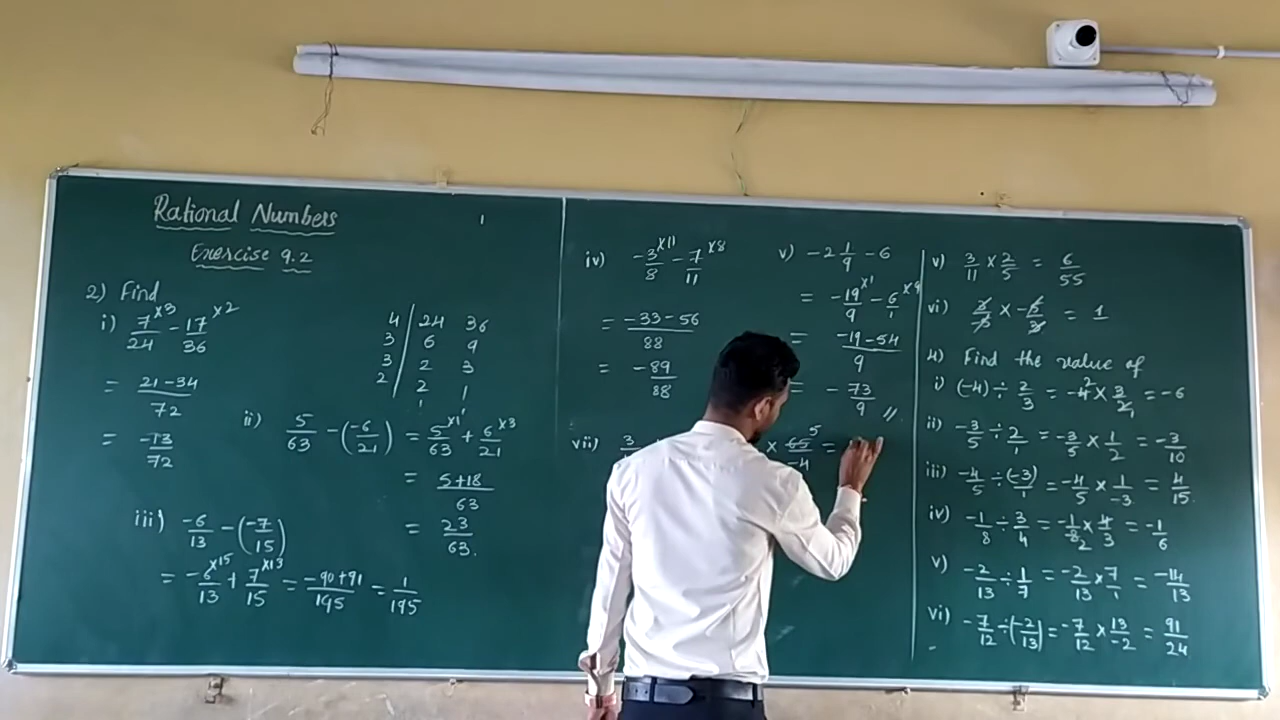 Rational Numbers
Exercise 9.2
2) Find
i) 7/24 ×3 - 17/36 ×2
= 21-34/72
= -13/72
4 | 24 36
3 | 6 9
3 | 2 3
2 | 2 1
1
ii) 5/63 - (-6/21) = 5/63 ×1 + 6/21 ×3
= 5+18/63
= 23/63.
iii) -6/13 - (-7/15)
= -6/13 ×15 + 7/15 ×13 = -90+91/195 = 1/195
iv) -3/8 ×11 - 7/11 ×8
= -33-56/88
= -89/88
v) -2 1/9 - 6
= -19/9 ×1 - 6/1 ×9
= -19-54/9
= -73/9 //
vii) 3/
× 65/-4 5 =
v) 3/11 × 2/5 = 6/55
vi) 3/5 × -5/3 = 1
4) Find the value of
i) (-4) ÷ 2/3 = -4 2 × 3/2 1 = -6
ii) -3/5 ÷ 2/1 = -3/5 × 1/2 = -3/10
iii) -4/5 ÷ (-3)/1 = -4/5 × 1/-3 = 4/15.
iv) -1/8 ÷ 3/4 = -1/8 2 × 4/3 = -1/6
v) -2/13 ÷ 1/7 = -2/13 × 7/1 = -14/13
vi) -7/12 ÷ (-2/13) = -7/12 × 13/-2 = 91/24